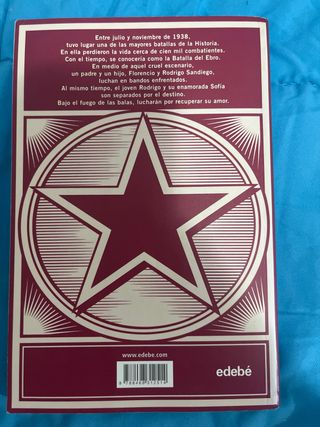 Entre julio y noviembre de 1938,
tuvo lugar una de las mayores batallas de la Historia.
En ella perdieron la vida cerca de cien mil combatientes.
Con el tiempo, se conocería como la Batalla del Ebro.
En medio de aquel cruel escenario,
un padre y un hijo, Florencio y Rodrigo Sandiego,
luchan en bandos enfrentados.
Al mismo tiempo, el joven Rodrigo y su enamorada Sofía
son separados por el destino.
Bajo el fuego de las balas, lucharán por recuperar su amor.
www.edebe.com
edebé